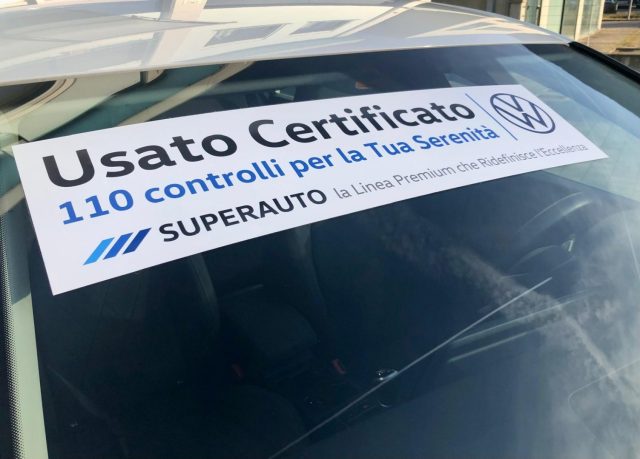 Usato Certificato
110 controlli per la Tua Serenità
SUPERAUTO la Linea Premium che Ridefinisce l'Eccellenza